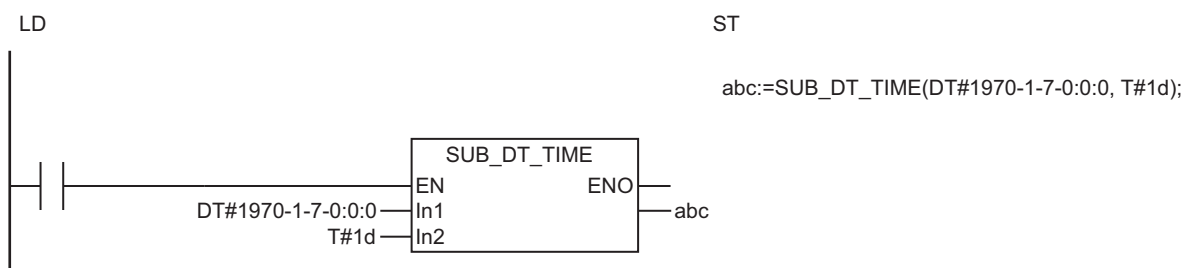 LD
ST
abc:=SUB_DT_TIME(DT#1970-1-7-0:0:0, T#1d);
SUB_DT_TIME
EN ENO
DT#1970-1-7-0:0:0 In1 abc
T#1d In2